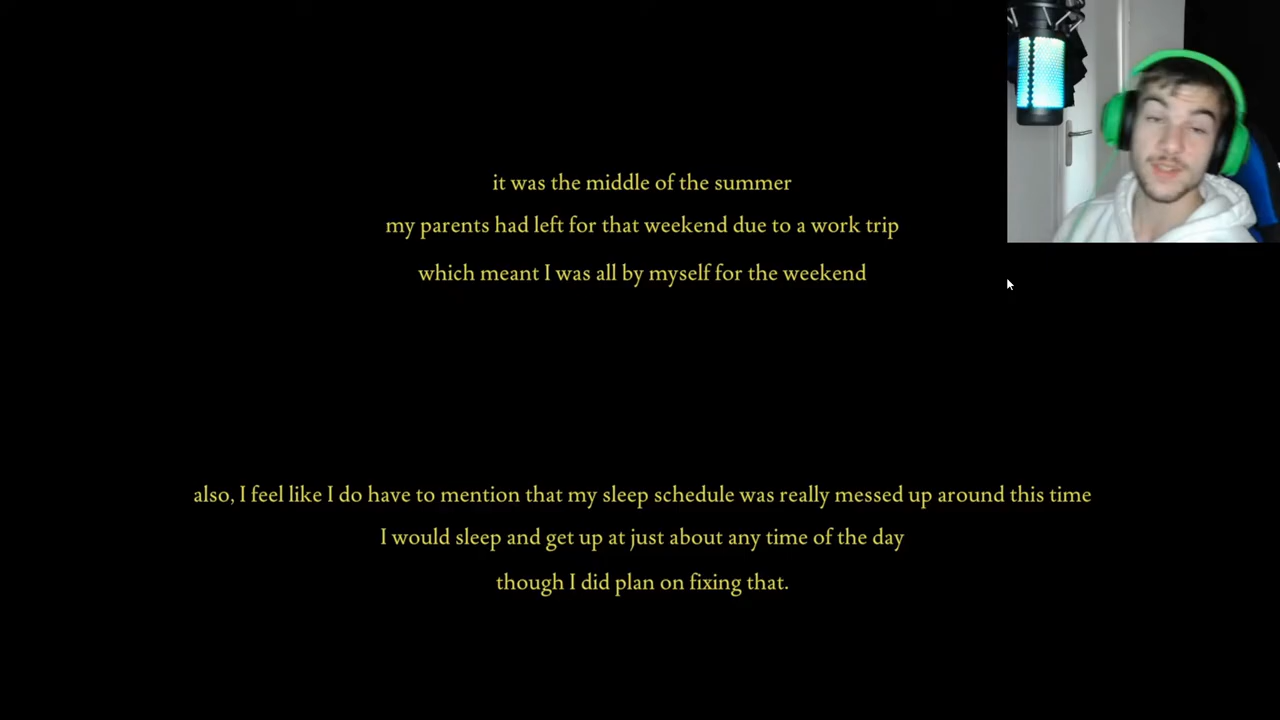 it was the middle of the summer
my parents had left for that weekend due to a work trip
which meant I was all by myself for the weekend
also, I feel like I do have to mention that my sleep schedule was really messed up around this time
I would sleep and get up at just about any time of the day
though I did plan on fixing that.